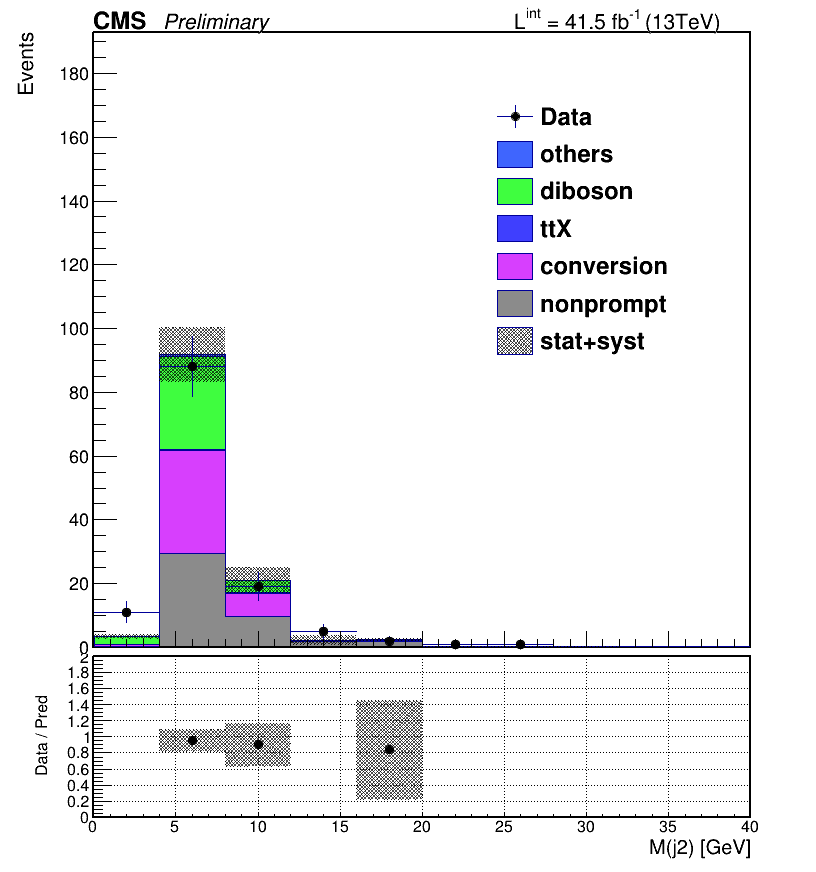 CMS Preliminary L^int = 41.5 fb^-1 (13TeV)
Events
180
160
140
120
100
80
60
40
20
0
Data
others
diboson
ttX
conversion
nonprompt
stat+syst
Data / Pred
2
1.8
1.6
1.4
1.2
1
0.8
0.6
0.4
0.2
0
0 5 10 15 20 25 30 35 40
M(j2) [GeV]